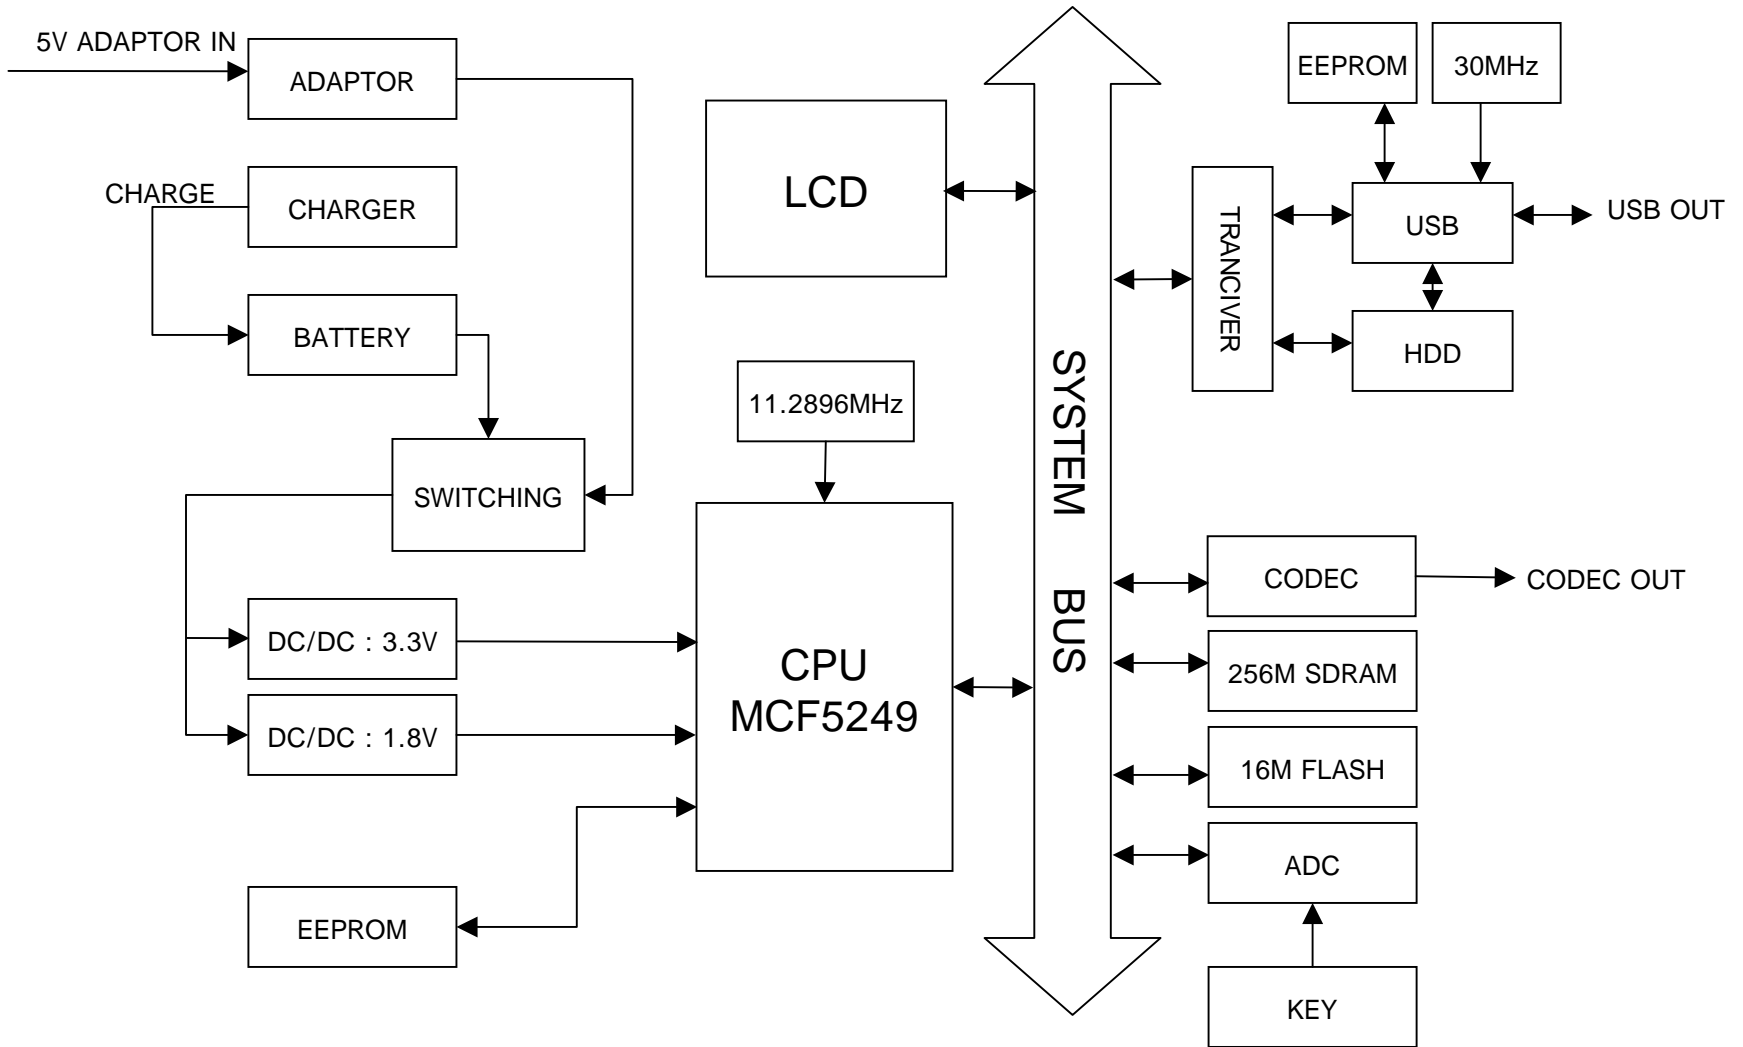 5V ADAPTOR IN
ADAPTOR
CHARGE
CHARGER
BATTERY
SWITCHING
DC/DC : 3.3V
DC/DC : 1.8V
EEPROM
LCD
11.2896MHz
CPU
MCF5249
SYSTEM BUS
EEPROM
30MHz
TRANCIVER
USB
USB OUT
HDD
CODEC
CODEC OUT
256M SDRAM
16M FLASH
ADC
KEY